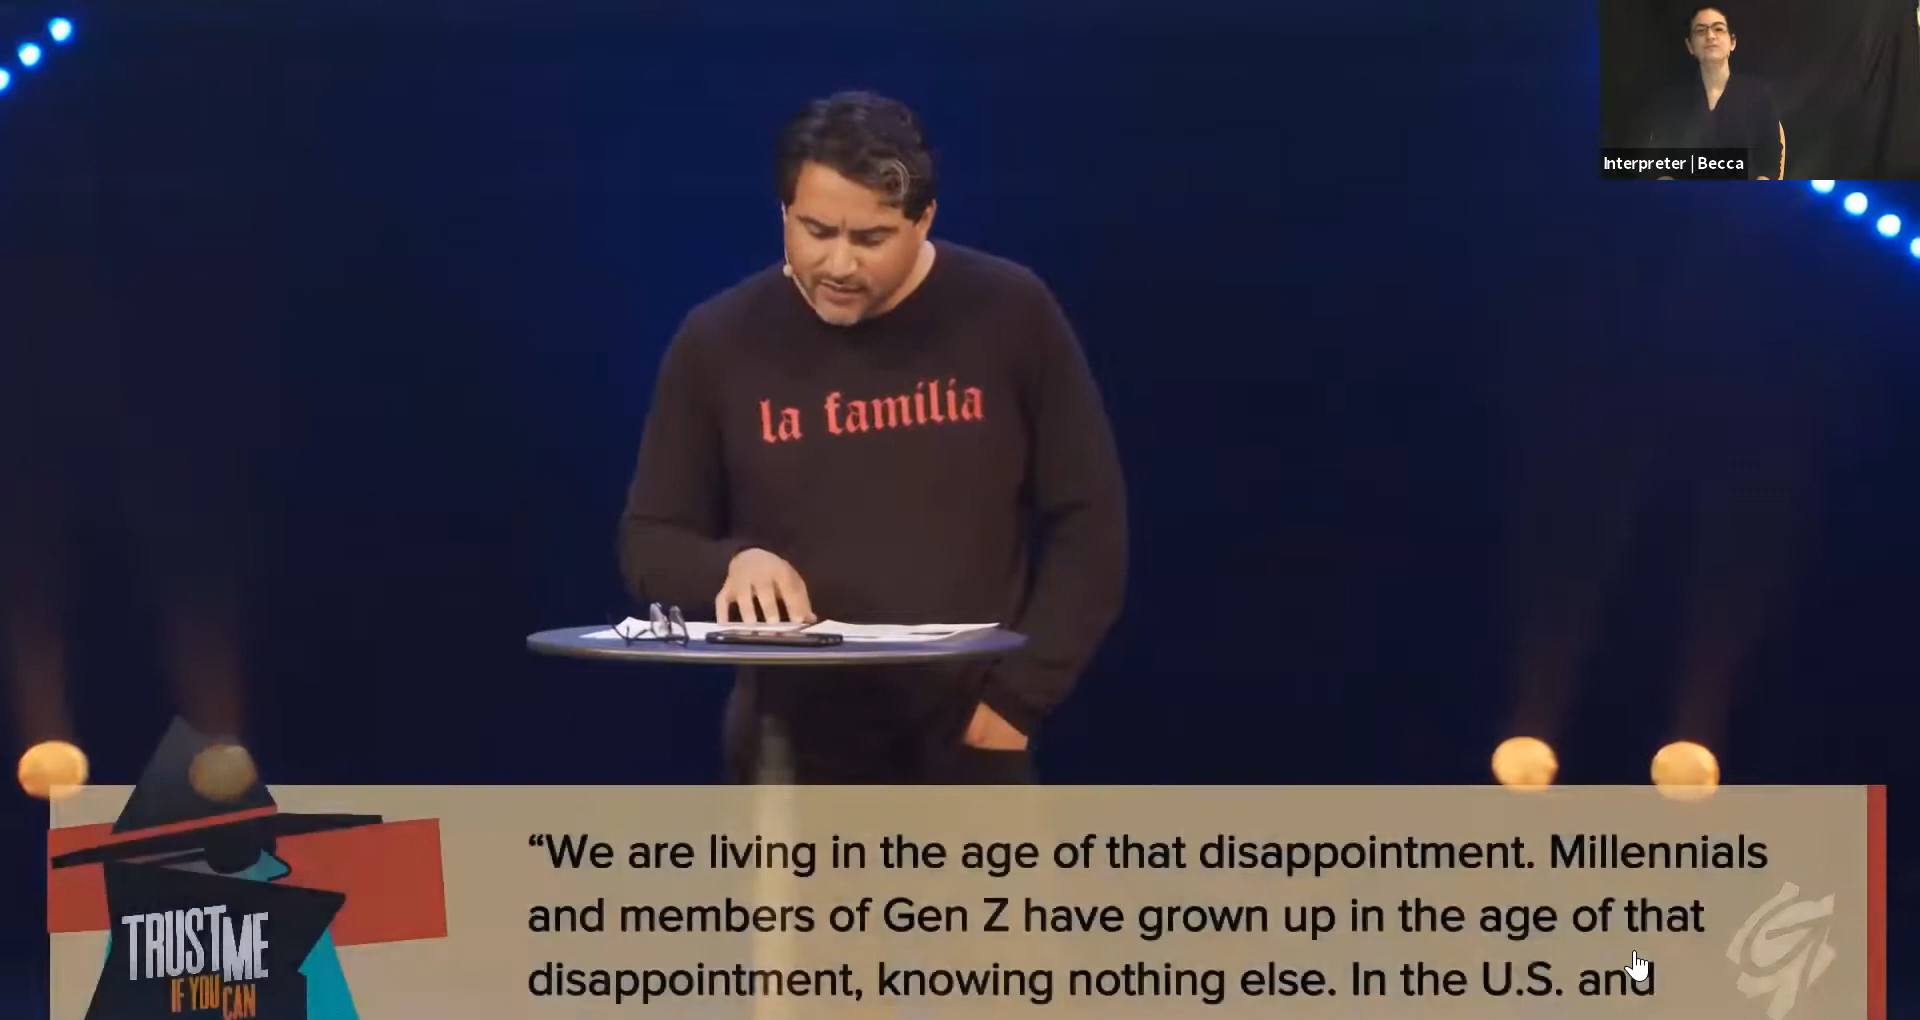 Interpreter | Becca
la familia
TRUST ME
IF YOU CAN
“We are living in the age of that disappointment. Millennials
and members of Gen Z have grown up in the age of that
disappointment, knowing nothing else. In the U.S. and